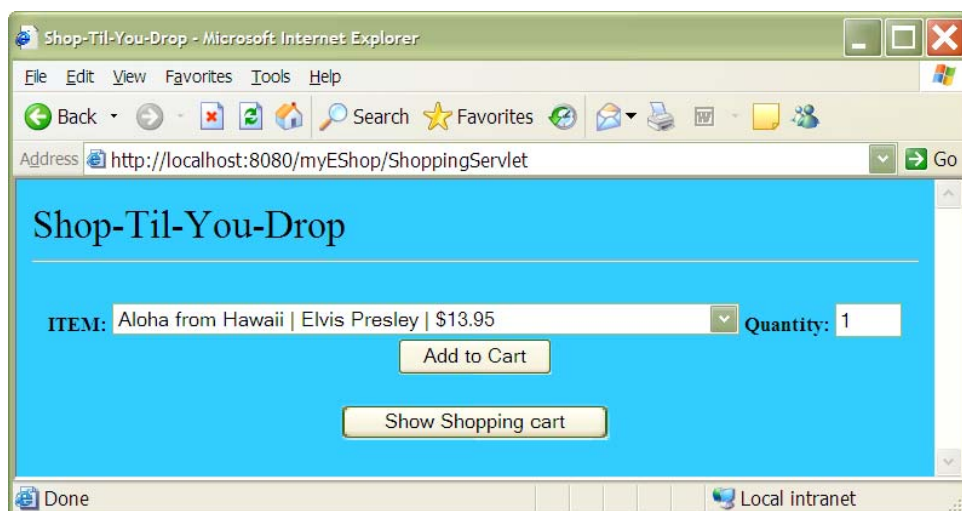 Shop-Til-You-Drop - Microsoft Internet Explorer
File Edit View Favorites Tools Help
Back Search Favorites
Address http://localhost:8080/myEShop/ShoppingServlet Go
Shop-Til-You-Drop
ITEM: Aloha from Hawaii | Elvis Presley | $13.95 Quantity: 1
Add to Cart
Show Shopping cart
Done Local intranet